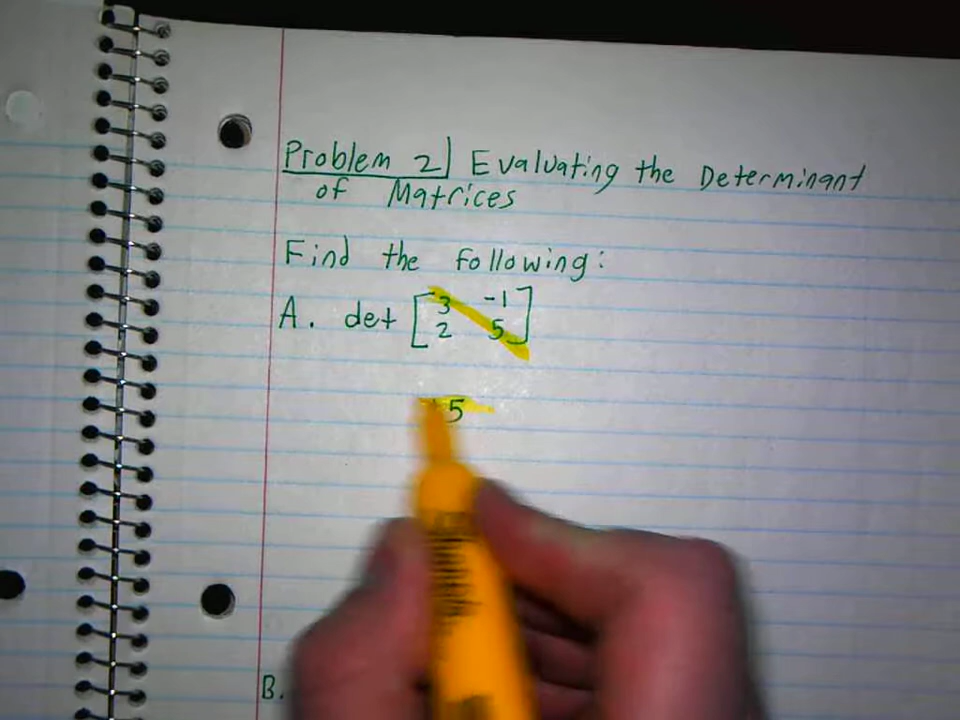 Problem 2| Evaluating the Determinant
of Matrices
Find the following:
A. det [3 -1
2 5]
5
B.